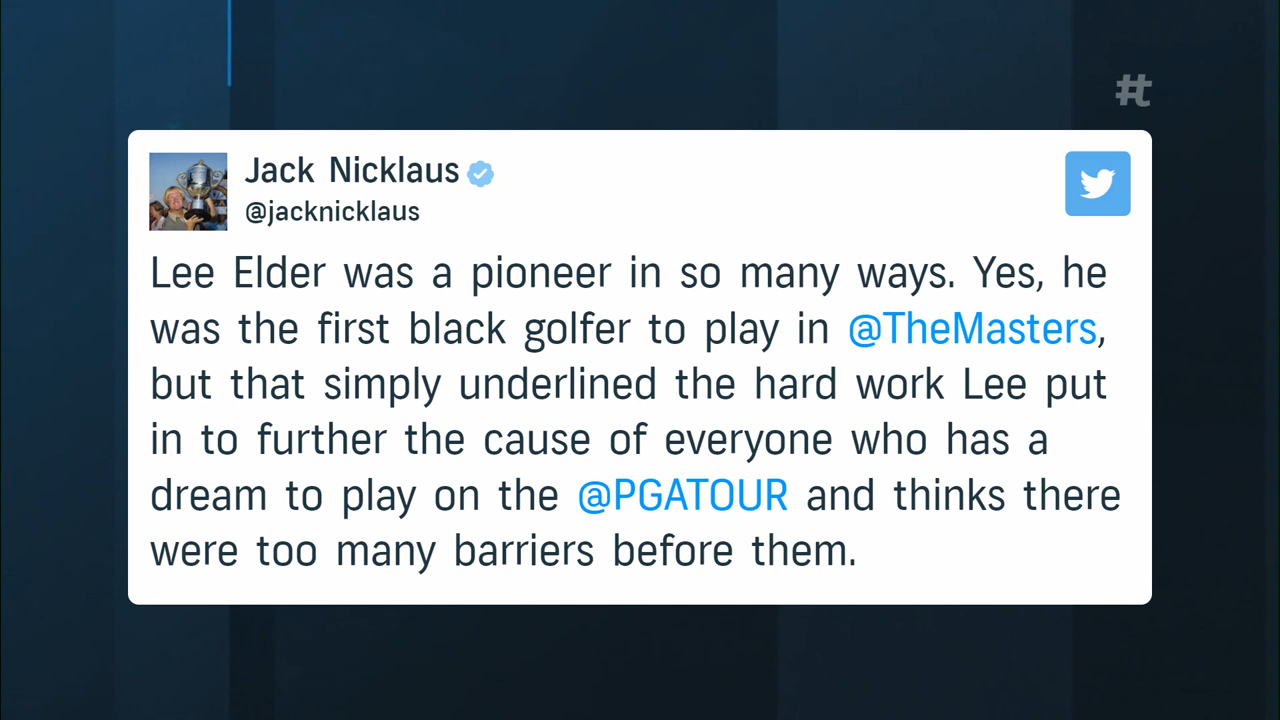 #
Jack Nicklaus
@jacknicklaus
Lee Elder was a pioneer in so many ways. Yes, he
was the first black golfer to play in @TheMasters,
but that simply underlined the hard work Lee put
in to further the cause of everyone who has a
dream to play on the @PGATOUR and thinks there
were too many barriers before them.